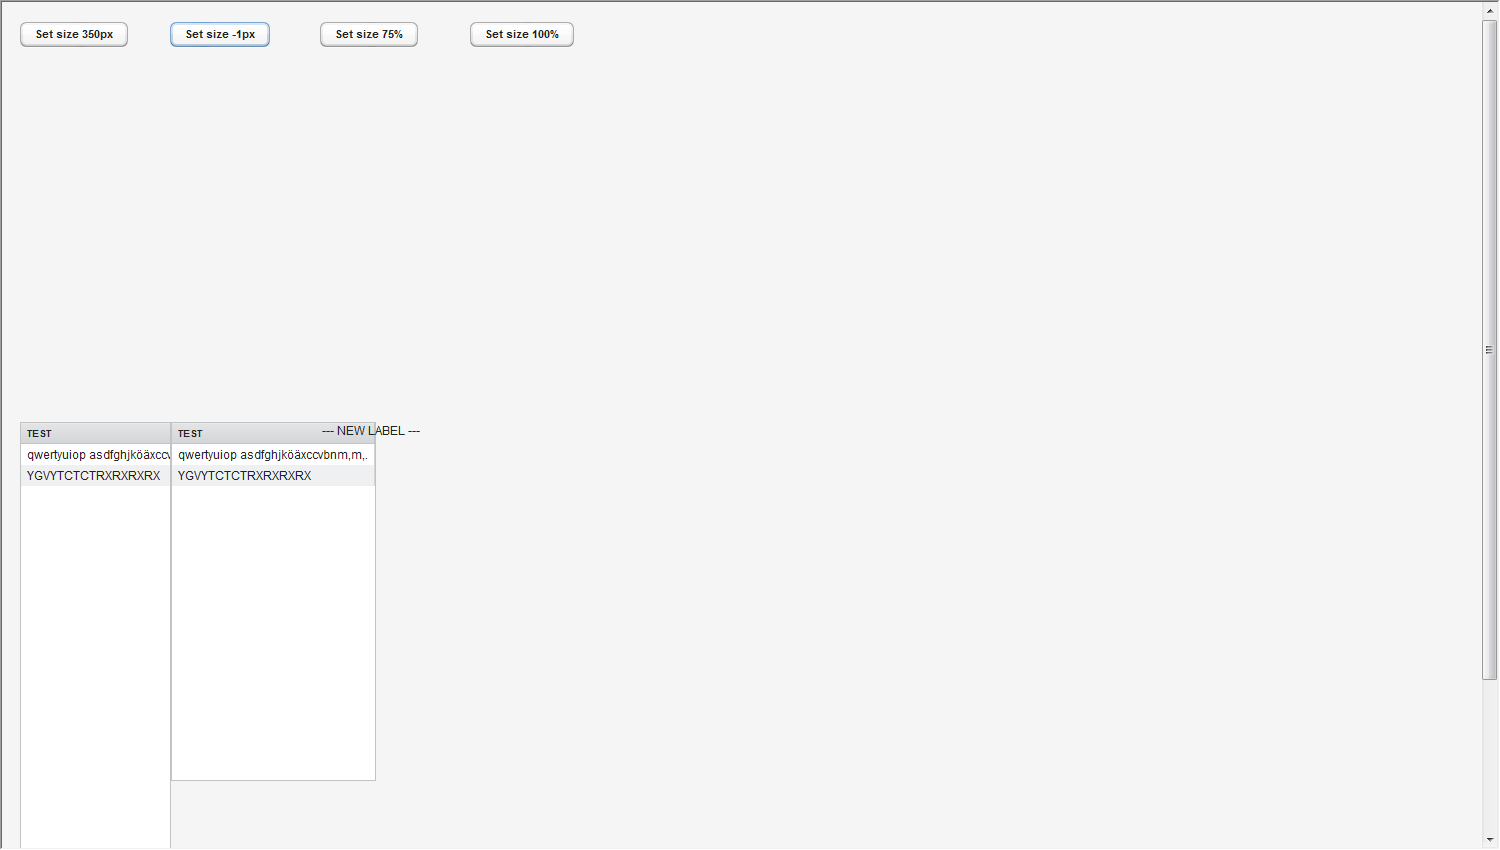 Set size 350px Set size -1px Set size 75% Set size 100%
TEST TEST --- NEW LABEL ---
qwertyuiop asdfghjköäxccv qwertyuiop asdfghjköäxccvbnm,m,.
YGVYTCTCTRXRXRXRX YGVYTCTCTRXRXRXRX